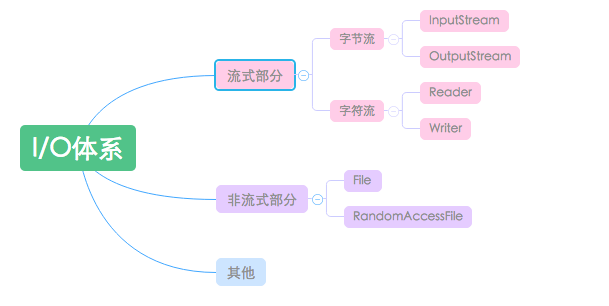 I/O体系
流式部分
字节流
InputStream
OutputStream
字符流
Reader
Writer
非流式部分
File
RandomAccessFile
其他